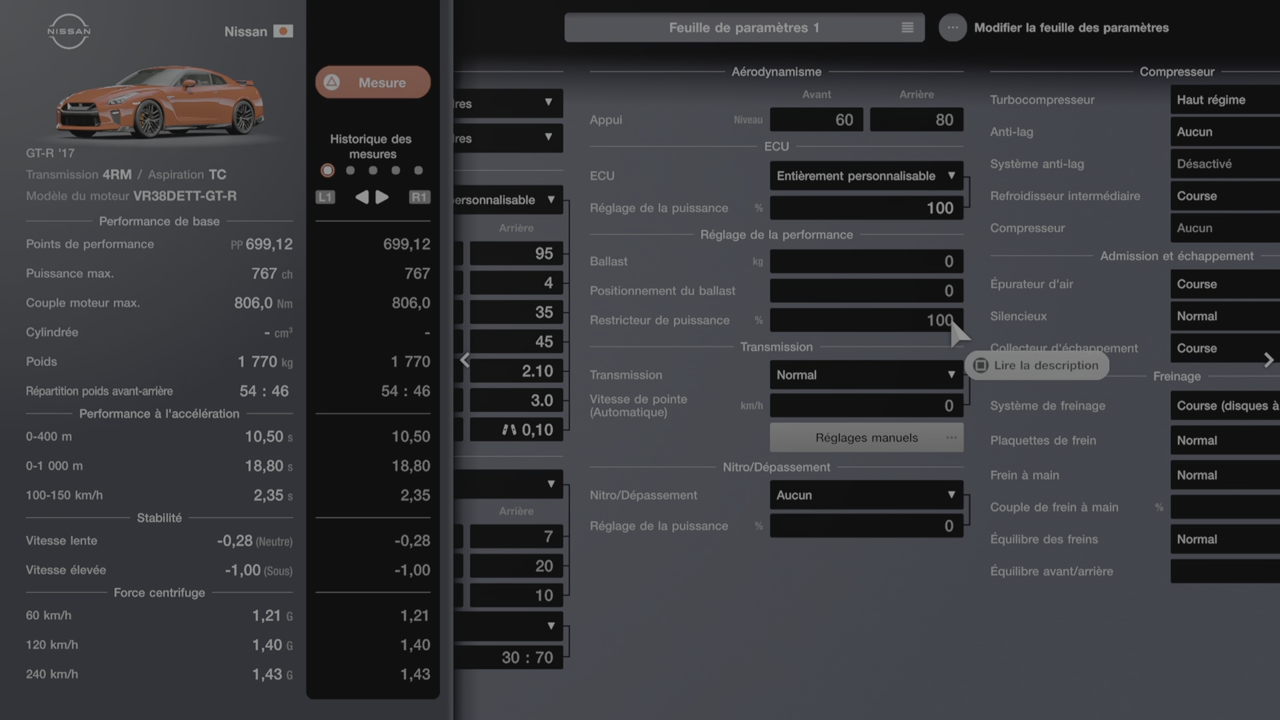 NISSAN
Nissan
GT-R '17
Transmission 4RM / Aspiration TC
Modèle du moteur VR38DETT-GT-R
Performance de base
Points de performance PP 699,12
Puissance max. 767 ch
Couple moteur max. 806,0 Nm
Cylindrée - cm³
Poids 1 770 kg
Répartition poids avant-arrière 54 : 46
Performance à l'accélération
0-400 m 10,50 s
0-1 000 m 18,80 s
100-150 km/h 2,35 s
Stabilité
Vitesse lente -0,28 (Neutre)
Vitesse élevée -1,00 (Sous)
Force centrifuge
60 km/h 1,21 G
120 km/h 1,40 G
240 km/h 1,43 G
Mesure
Historique des
mesures
L1 R1
699,12
767
806,0
-
1 770
54 : 46
10,50
18,80
2,35
-0,28
-1,00
1,21
1,40
1,43
Feuille de paramètres 1
Modifier la feuille des paramètres
ires
ires
ersonnalisable
Arrière
95
4
35
45
2.10
3.0
0,10
Arrière
7
20
10
30 : 70
Aérodynamisme
Avant Arrière
Appui Niveau 60 80
ECU
ECU Entièrement personnalisable
Réglage de la puissance % 100
Réglage de la performance
Ballast kg 0
Positionnement du ballast 0
Restricteur de puissance % 100
Transmission
Transmission Normal
Vitesse de pointe
(Automatique) km/h 0
Réglages manuels ...
Nitro/Dépassement
Nitro/Dépassement Aucun
Réglage de la puissance % 0
Compresseur
Turbocompresseur Haut régime
Anti-lag Aucun
Système anti-lag Désactivé
Refroidisseur intermédiaire Course
Compresseur Aucun
Admission et échappement
Épurateur d'air Course
Silencieux Normal
Collecteur d'échappement Course
Lire la description
Freinage
Système de freinage Course (disques à
Plaquettes de frein Normal
Frein à main Normal
Couple de frein à main %
Équilibre des freins Normal
Équilibre avant/arrière